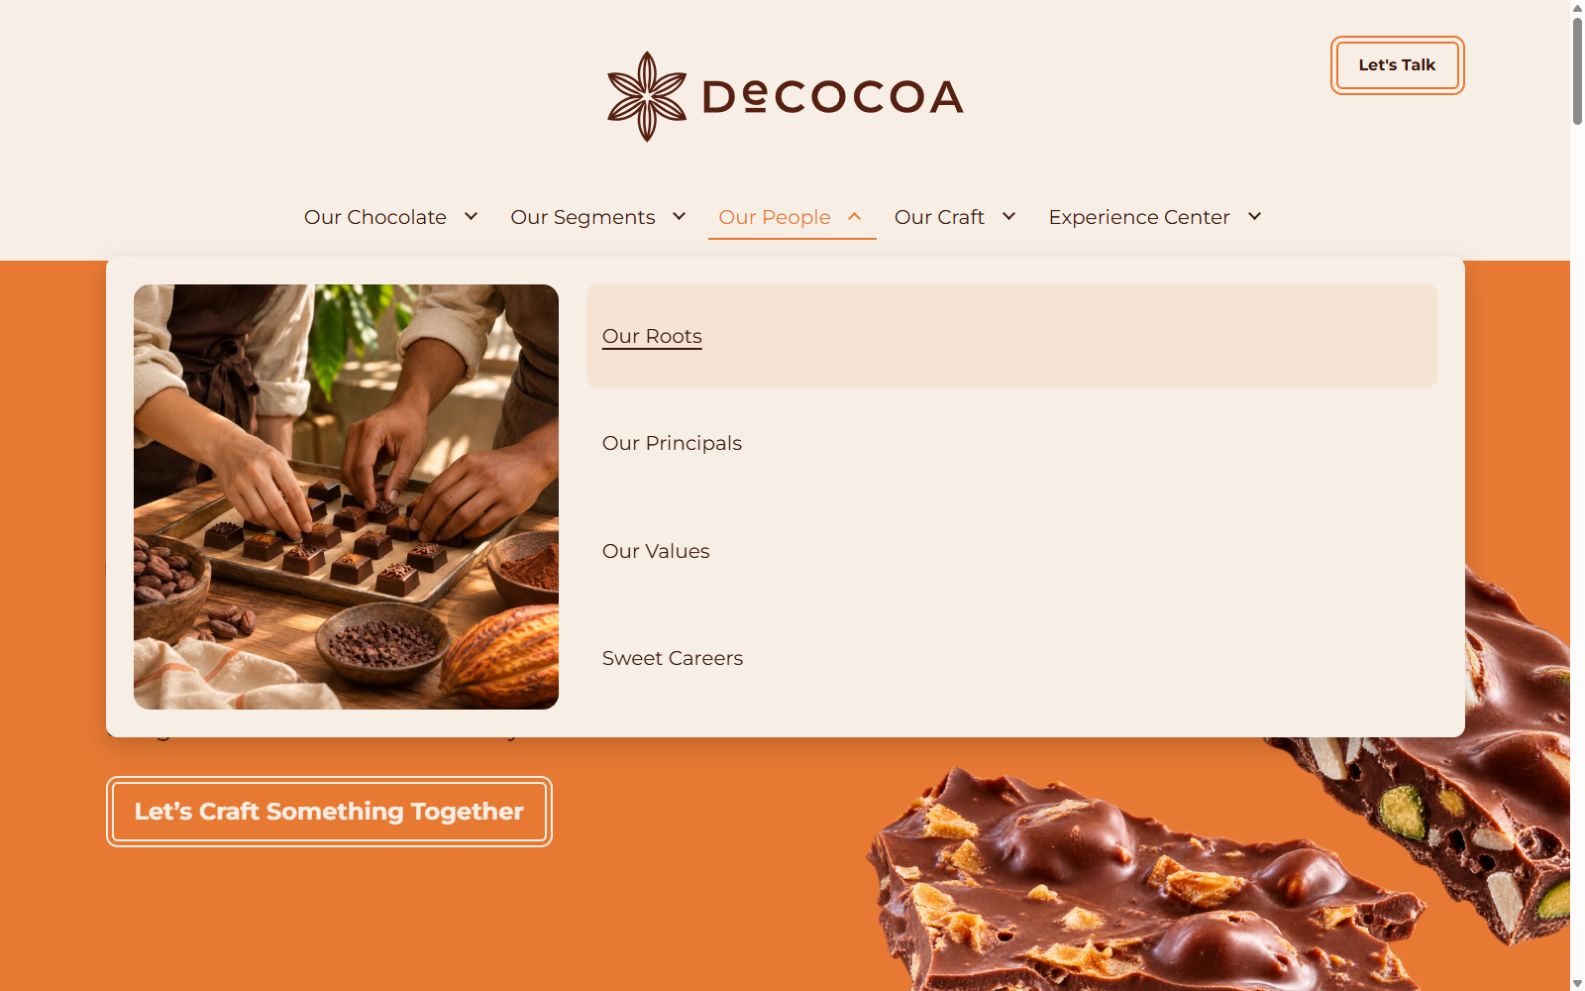 DeCOCOA
Let's Talk
Our Chocolate
Our Segments
Our People
Our Craft
Experience Center
Our Roots
Our Principals
Our Values
Sweet Careers
Let’s Craft Something Together